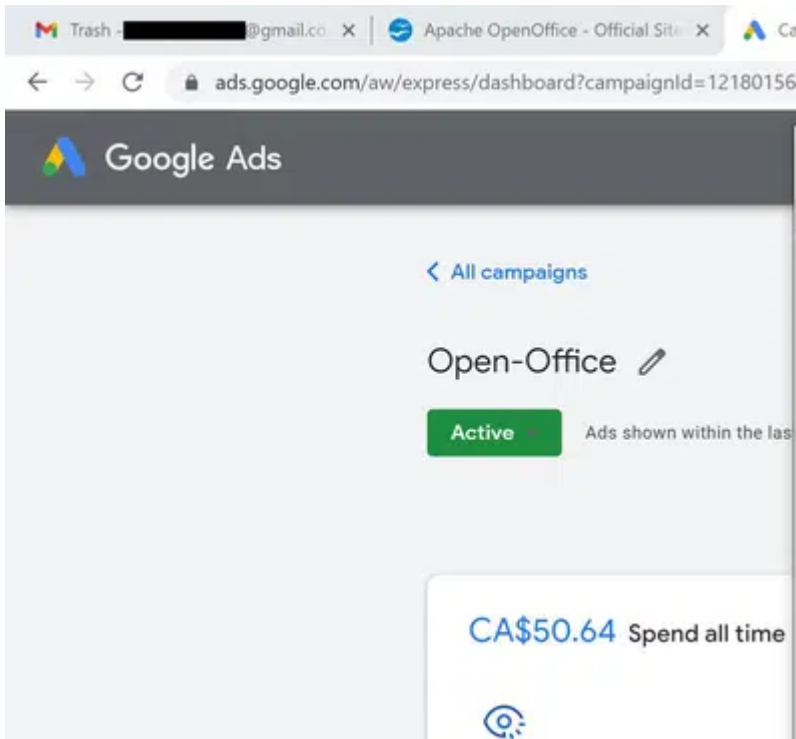 Trash - @gmail.co
Apache OpenOffice - Official Site
Ca
ads.google.com/aw/express/dashboard?campaignId=12180156
Google Ads
All campaigns
Open-Office
Active
Ads shown within the las
CA$50.64 Spend all time